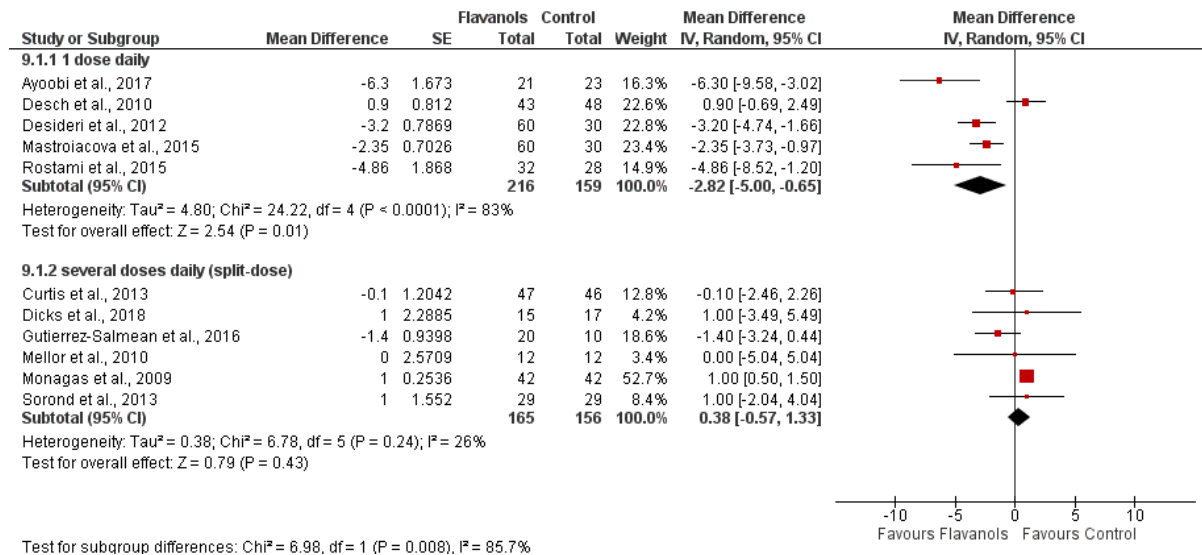 Flavanols Control Mean Difference Mean Difference
Study or Subgroup Mean Difference SE Total Total Weight IV, Random, 95% CI IV, Random, 95% CI
9.1.1 1 dose daily
Ayoobi et al., 2017 -6.3 1.673 21 23 16.3% -6.30 [-9.58, -3.02]
Desch et al., 2010 0.9 0.812 43 48 22.6% 0.90 [-0.69, 2.49]
Desideri et al., 2012 -3.2 0.7869 60 30 22.8% -3.20 [-4.74, -1.66]
Mastroiacova et al., 2015 -2.35 0.7026 60 30 23.4% -2.35 [-3.73, -0.97]
Rostami et al., 2015 -4.86 1.868 32 28 14.9% -4.86 [-8.52, -1.20]
Subtotal (95% CI) 216 159 100.0% -2.82 [-5.00, -0.65]
Heterogeneity: Tau² = 4.80; Chi² = 24.22, df = 4 (P < 0.0001); I² = 83%
Test for overall effect: Z = 2.54 (P = 0.01)
9.1.2 several doses daily (split-dose)
Curtis et al., 2013 -0.1 1.2042 47 46 12.8% -0.10 [-2.46, 2.26]
Dicks et al., 2018 1 2.2885 15 17 4.2% 1.00 [-3.49, 5.49]
Gutierrez-Salmean et al., 2016 -1.4 0.9398 20 10 18.6% -1.40 [-3.24, 0.44]
Mellor et al., 2010 0 2.5709 12 12 3.4% 0.00 [-5.04, 5.04]
Monagas et al., 2009 1 0.2536 42 42 52.7% 1.00 [0.50, 1.50]
Sorond et al., 2013 1 1.552 29 29 8.4% 1.00 [-2.04, 4.04]
Subtotal (95% CI) 165 156 100.0% 0.38 [-0.57, 1.33]
Heterogeneity: Tau² = 0.38; Chi² = 6.78, df = 5 (P = 0.24); I² = 26%
Test for overall effect: Z = 0.79 (P = 0.43)
-10 -5 0 5 10
Favours Flavanols Favours Control
Test for subgroup differences: Chi² = 6.98, df = 1 (P = 0.008), I² = 85.7%